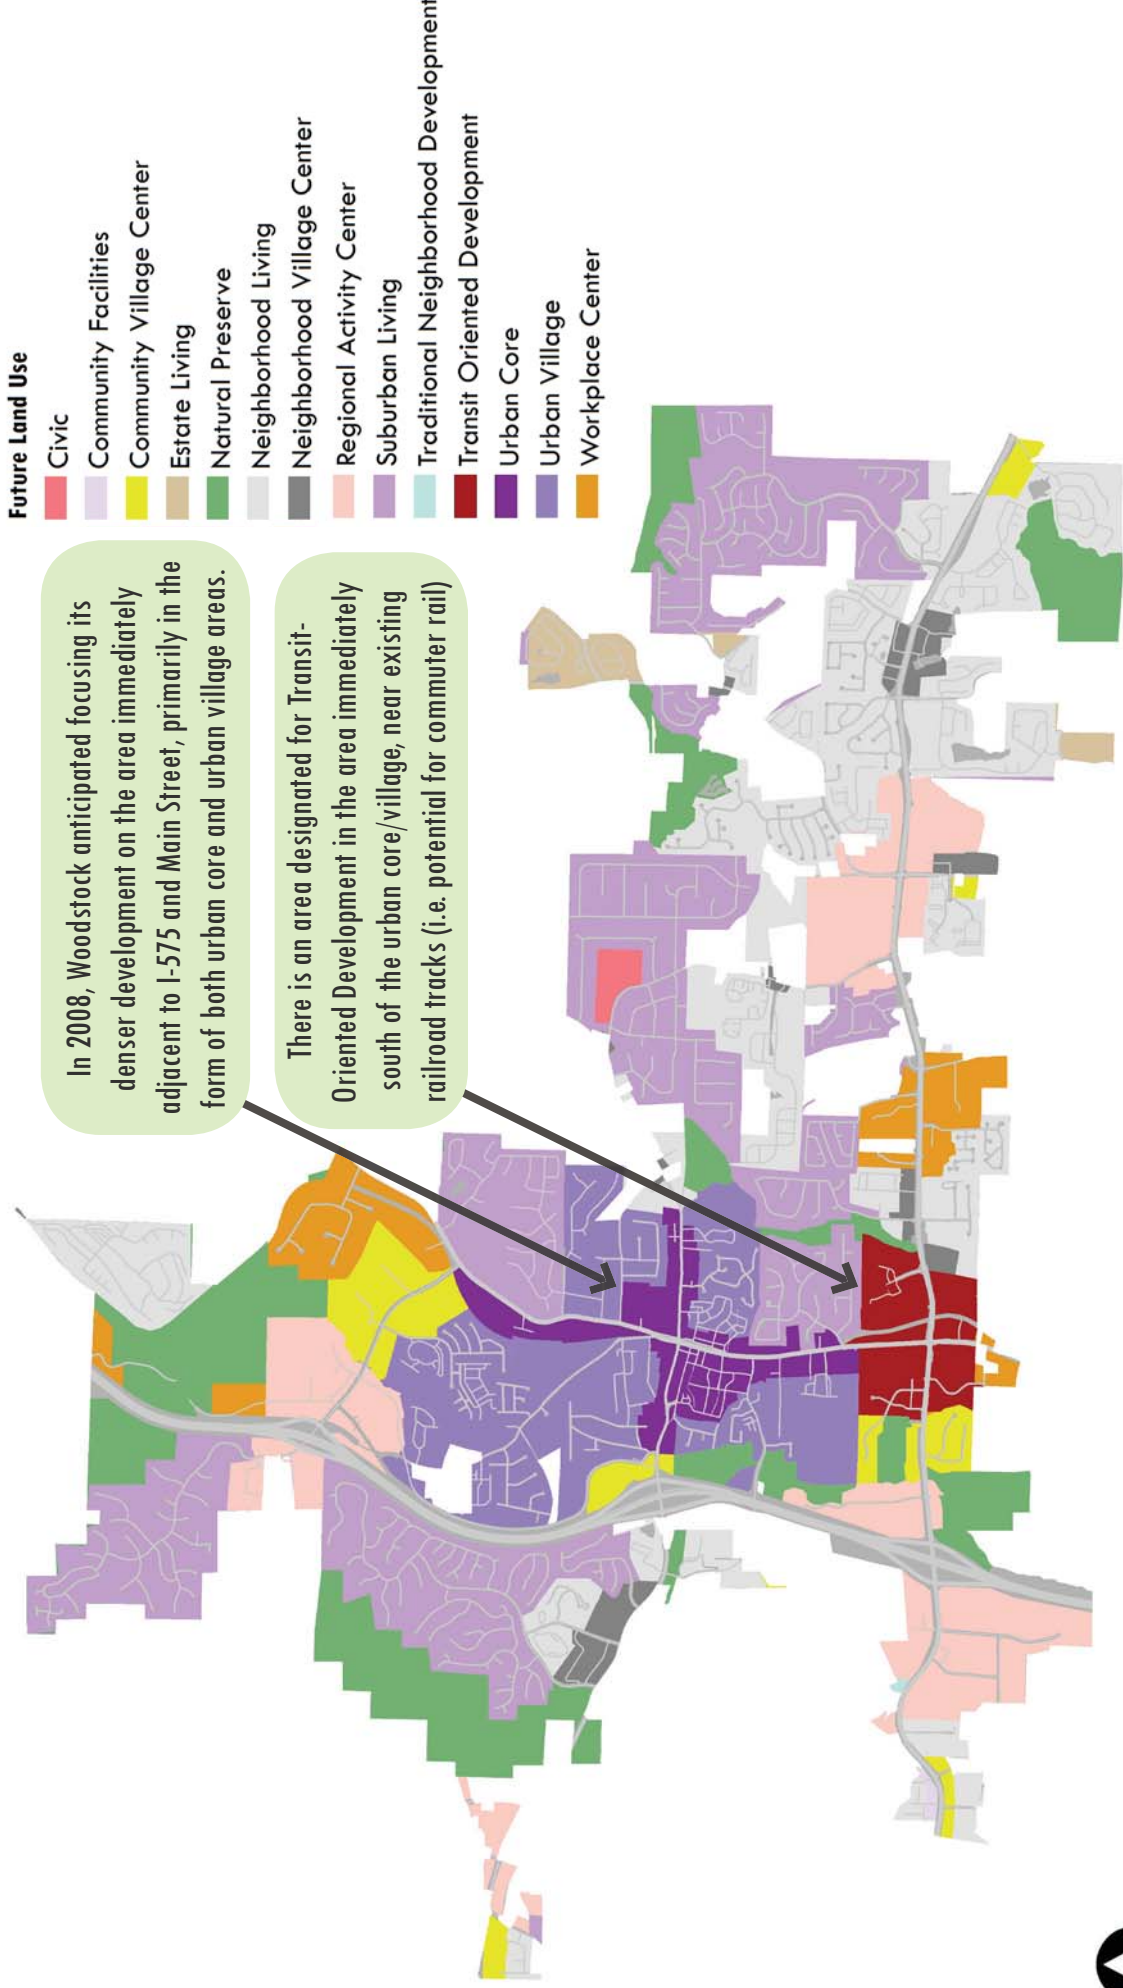 Future Land Use
Civic
Community Facilities
Community Village Center
Estate Living
Natural Preserve
Neighborhood Living
Neighborhood Village Center
Regional Activity Center
Suburban Living
Traditional Neighborhood Development
Transit Oriented Development
Urban Core
Urban Village
Workplace Center
In 2008, Woodstock anticipated focusing its
denser development on the area immediately
adjacent to I-575 and Main Street, primarily in the
form of both urban core and urban village areas.
There is an area designated for Transit-
Oriented Development in the area immediately
south of the urban core/village, near existing
railroad tracks (i.e. potential for commuter rail)